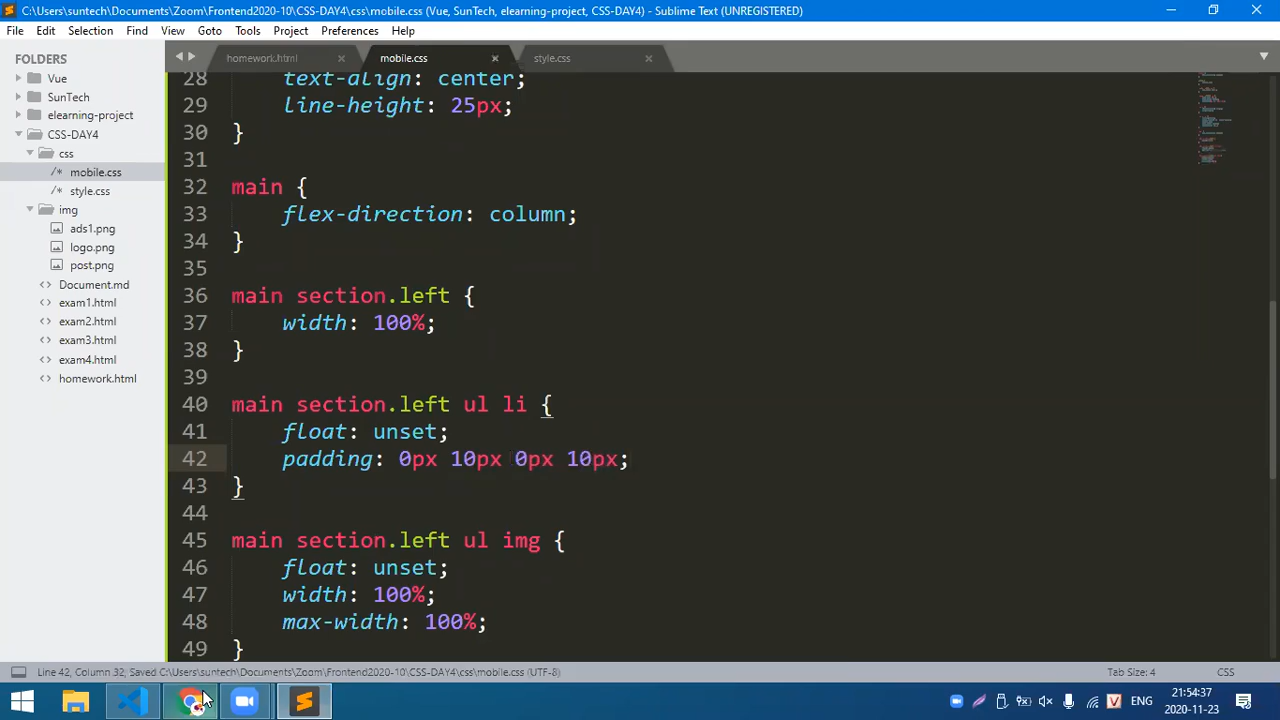 C:\Users\suntech\Documents\Zoom\Frontend2020-10\CSS-DAY4\css\mobile.css (Vue, SunTech, elearning-project, CSS-DAY4) - Sublime Text (UNREGISTERED)
File Edit Selection Find View Goto Tools Project Preferences Help
FOLDERS
Vue
SunTech
elearning-project
CSS-DAY4
css
/* mobile.css
/* style.css
img
ads1.png
logo.png
post.png
<> Document.md
<> exam1.html
<> exam2.html
<> exam3.html
<> exam4.html
<> homework.html
homework.html mobile.css style.css
28 text-align: center;
29 line-height: 25px;
30 }
31
32 main {
33 flex-direction: column;
34 }
35
36 main section.left {
37 width: 100%;
38 }
39
40 main section.left ul li {
41 float: unset;
42 padding: 0px 10px 0px 10px;
43 }
44
45 main section.left ul img {
46 float: unset;
47 width: 100%;
48 max-width: 100%;
49 }
Line 42, Column 32; Saved C:\Users\suntech\Documents\Zoom\Frontend2020-10\CSS-DAY4\css\mobile.css (UTF-8)
Tab Size: 4
CSS
V
ENG
21:54:37
2020-11-23